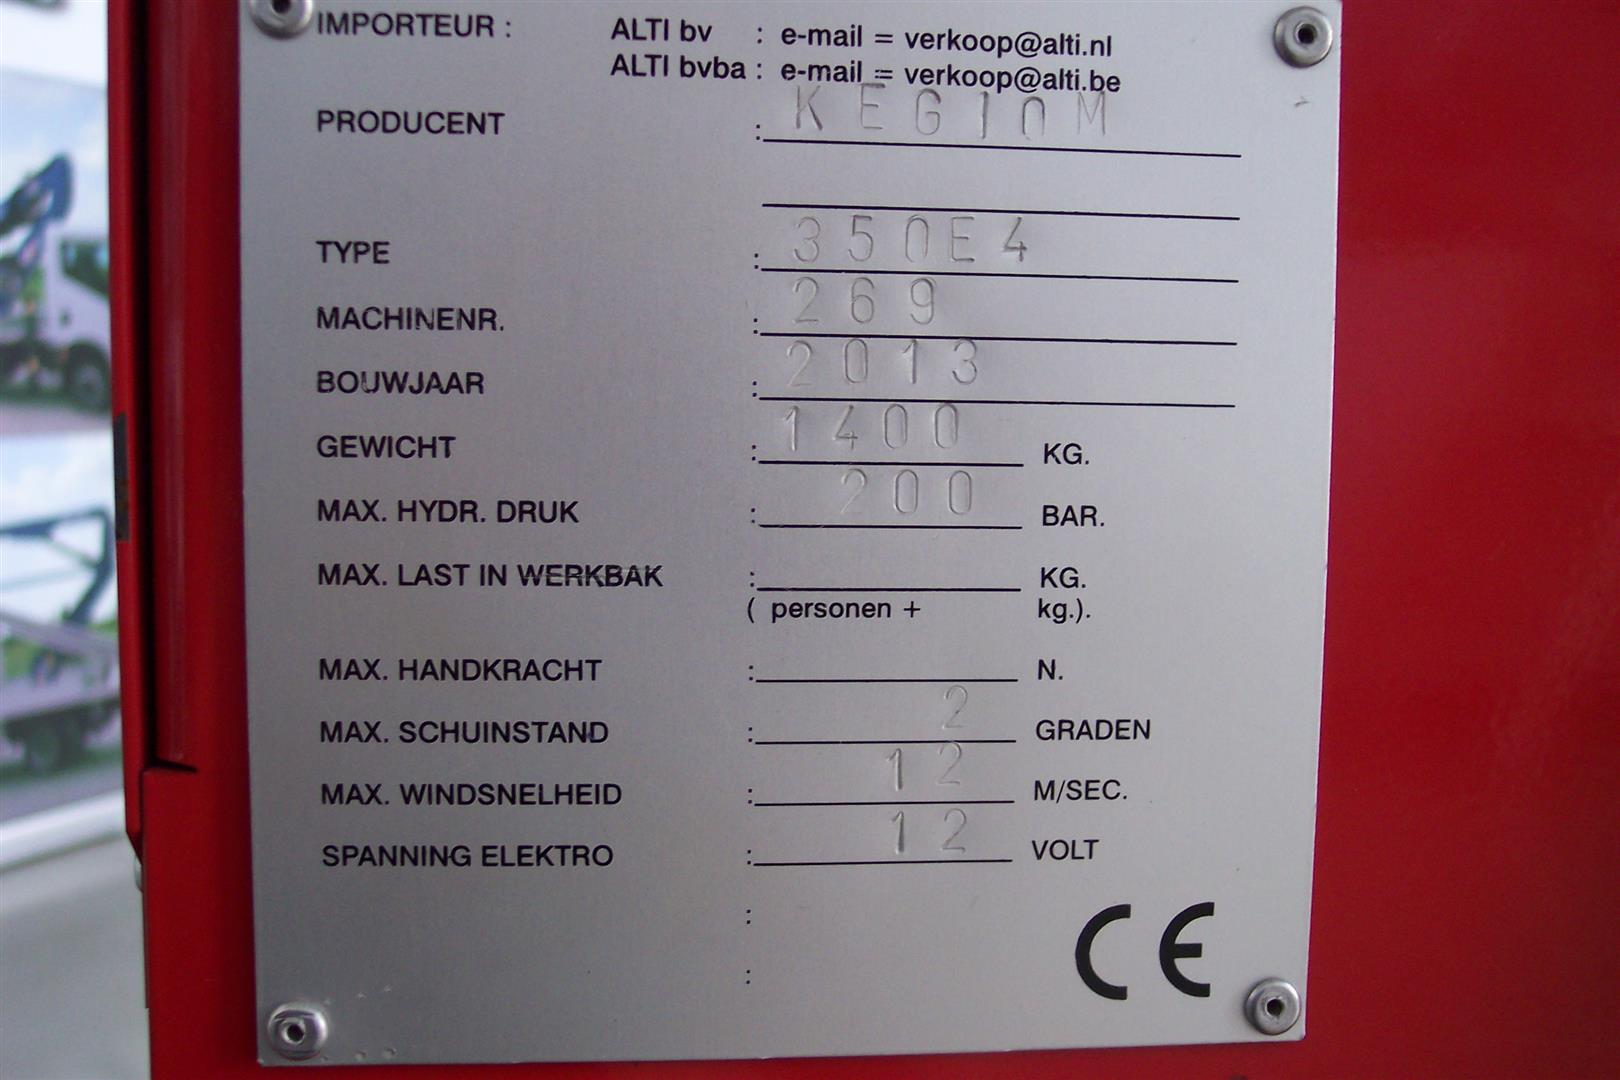 IMPORTEUR : ALTI bv : e-mail = verkoop@alti.nl
ALTI bvba : e-mail = verkoop@alti.be
PRODUCENT : KEGIOM
TYPE : 350E4
MACHINENR. : 269
BOUWJAAR : 2013
GEWICHT : 1400 KG.
MAX. HYDR. DRUK : 200 BAR.
MAX. LAST IN WERKBAK : KG.
( personen + kg.).
MAX. HANDKRACHT : N.
MAX. SCHUINSTAND : 2 GRADEN
MAX. WINDSNELHEID : 12 M/SEC.
SPANNING ELEKTRO : 12 VOLT
:
CE
: